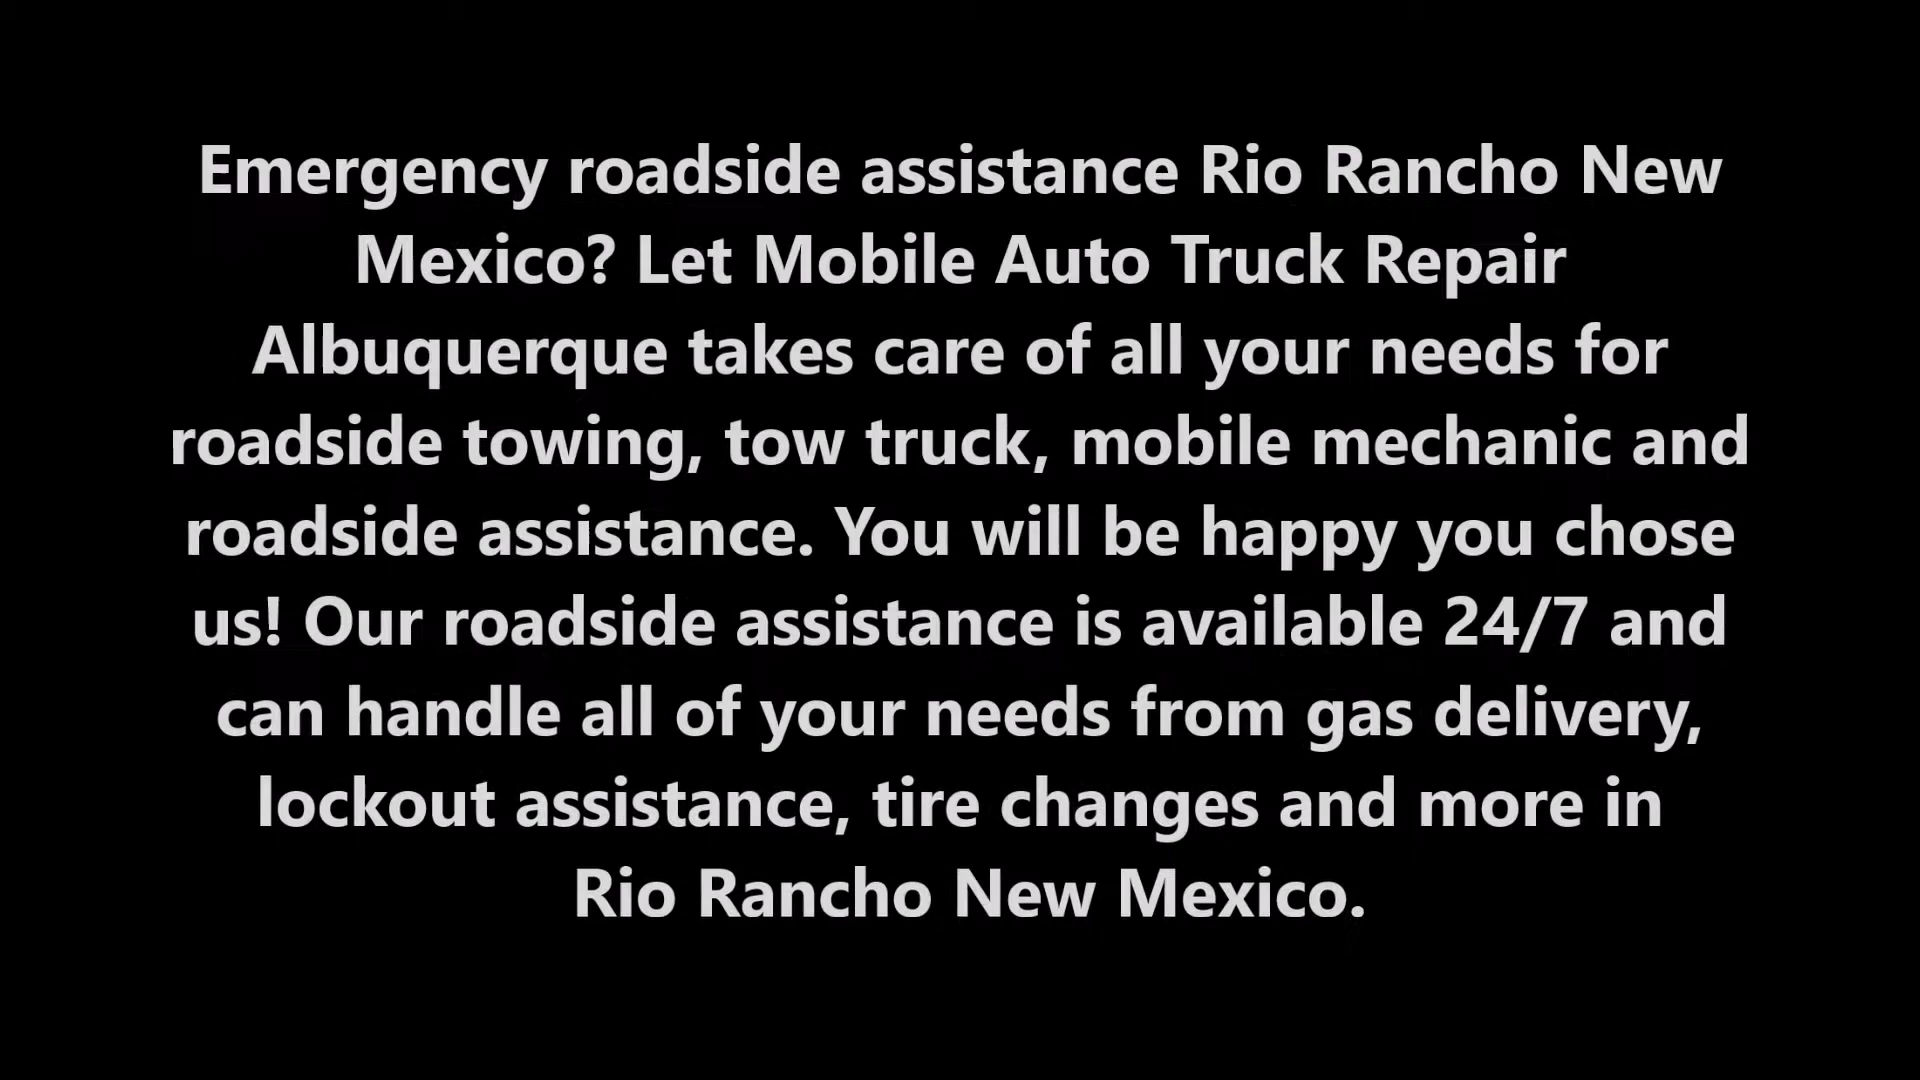 Emergency roadside assistance Rio Rancho New
Mexico? Let Mobile Auto Truck Repair
Albuquerque takes care of all your needs for
roadside towing, tow truck, mobile mechanic and
roadside assistance. You will be happy you chose
us! Our roadside assistance is available 24/7 and
can handle all of your needs from gas delivery,
lockout assistance, tire changes and more in
Rio Rancho New Mexico.